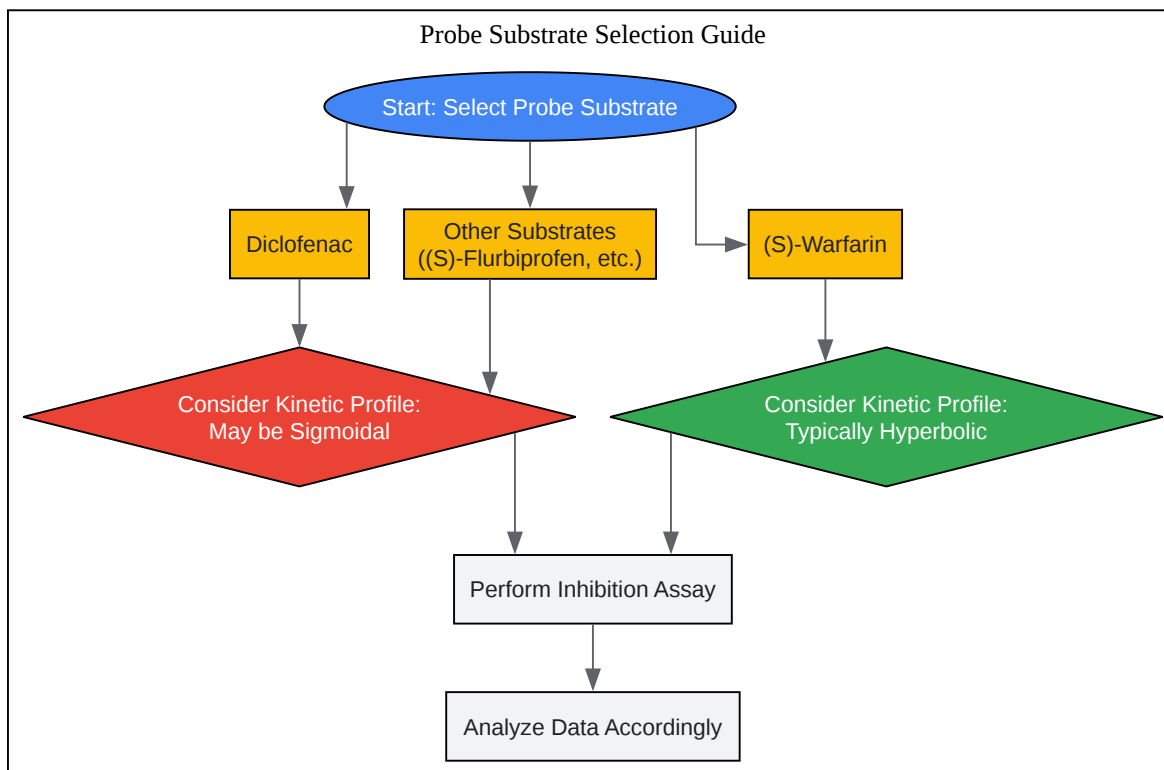 Probe Substrate Selection Guide
Start: Select Probe Substrate
Diclofenac
Other Substrates
((S)-Flurbiprofen, etc.)
(S)-Warfarin
Consider Kinetic Profile:
May be Sigmoidal
Consider Kinetic Profile:
Typically Hyperbolic
Perform Inhibition Assay
Analyze Data Accordingly